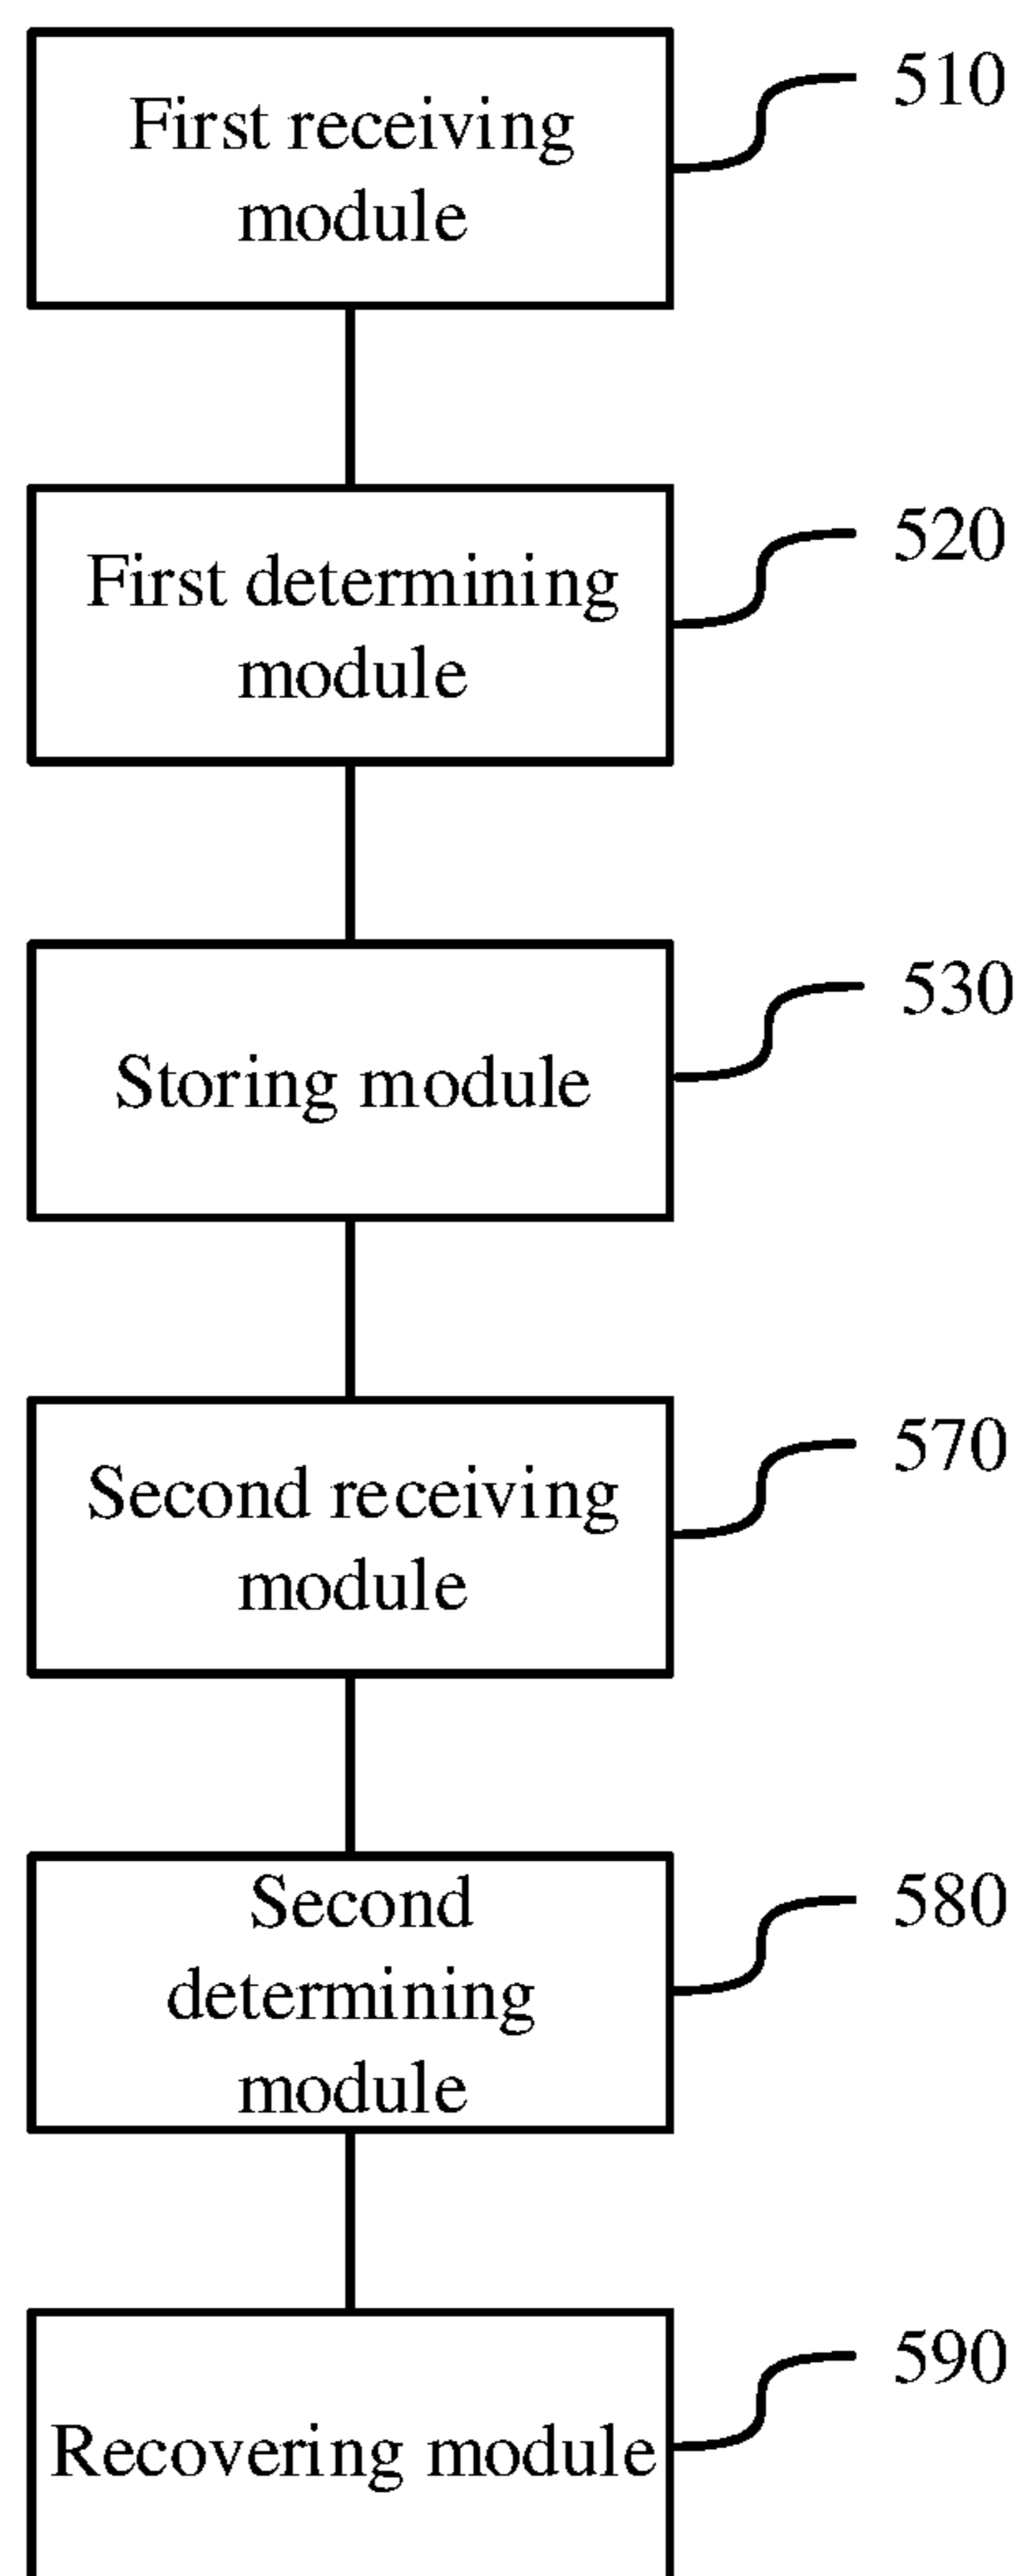 First receiving
module
510
First determining
module
520
Storing module
530
Second receiving
module
570
Second
determining
module
580
Recovering module
590